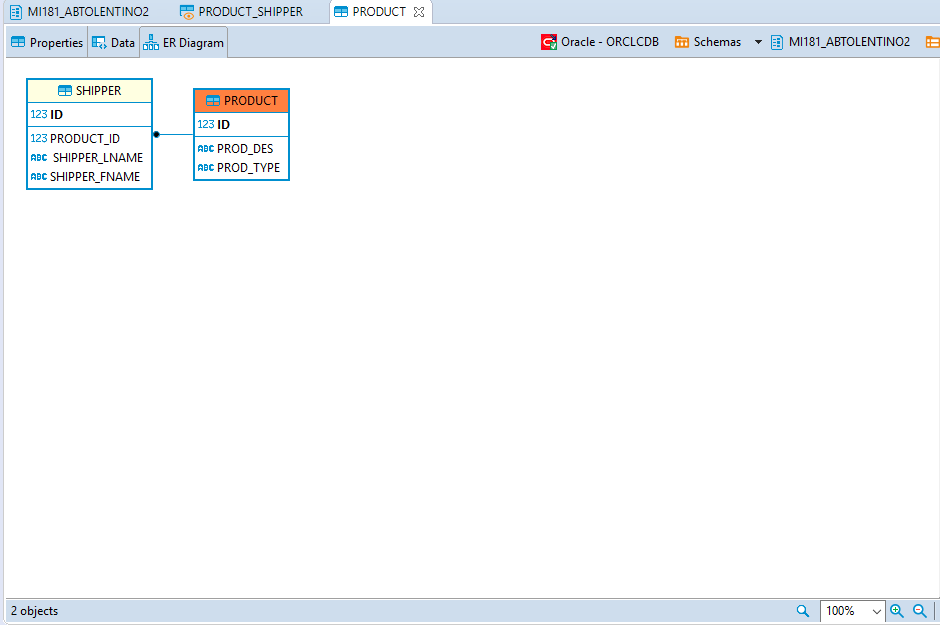 MI181_ABTOLENTINO2 PRODUCT_SHIPPER PRODUCT
Properties Data ER Diagram Oracle - ORCLCDB Schemas MI181_ABTOLENTINO2
SHIPPER
123 ID
123 PRODUCT_ID
ABC SHIPPER_LNAME
ABC SHIPPER_FNAME
PRODUCT
123 ID
ABC PROD_DES
ABC PROD_TYPE
2 objects 100%